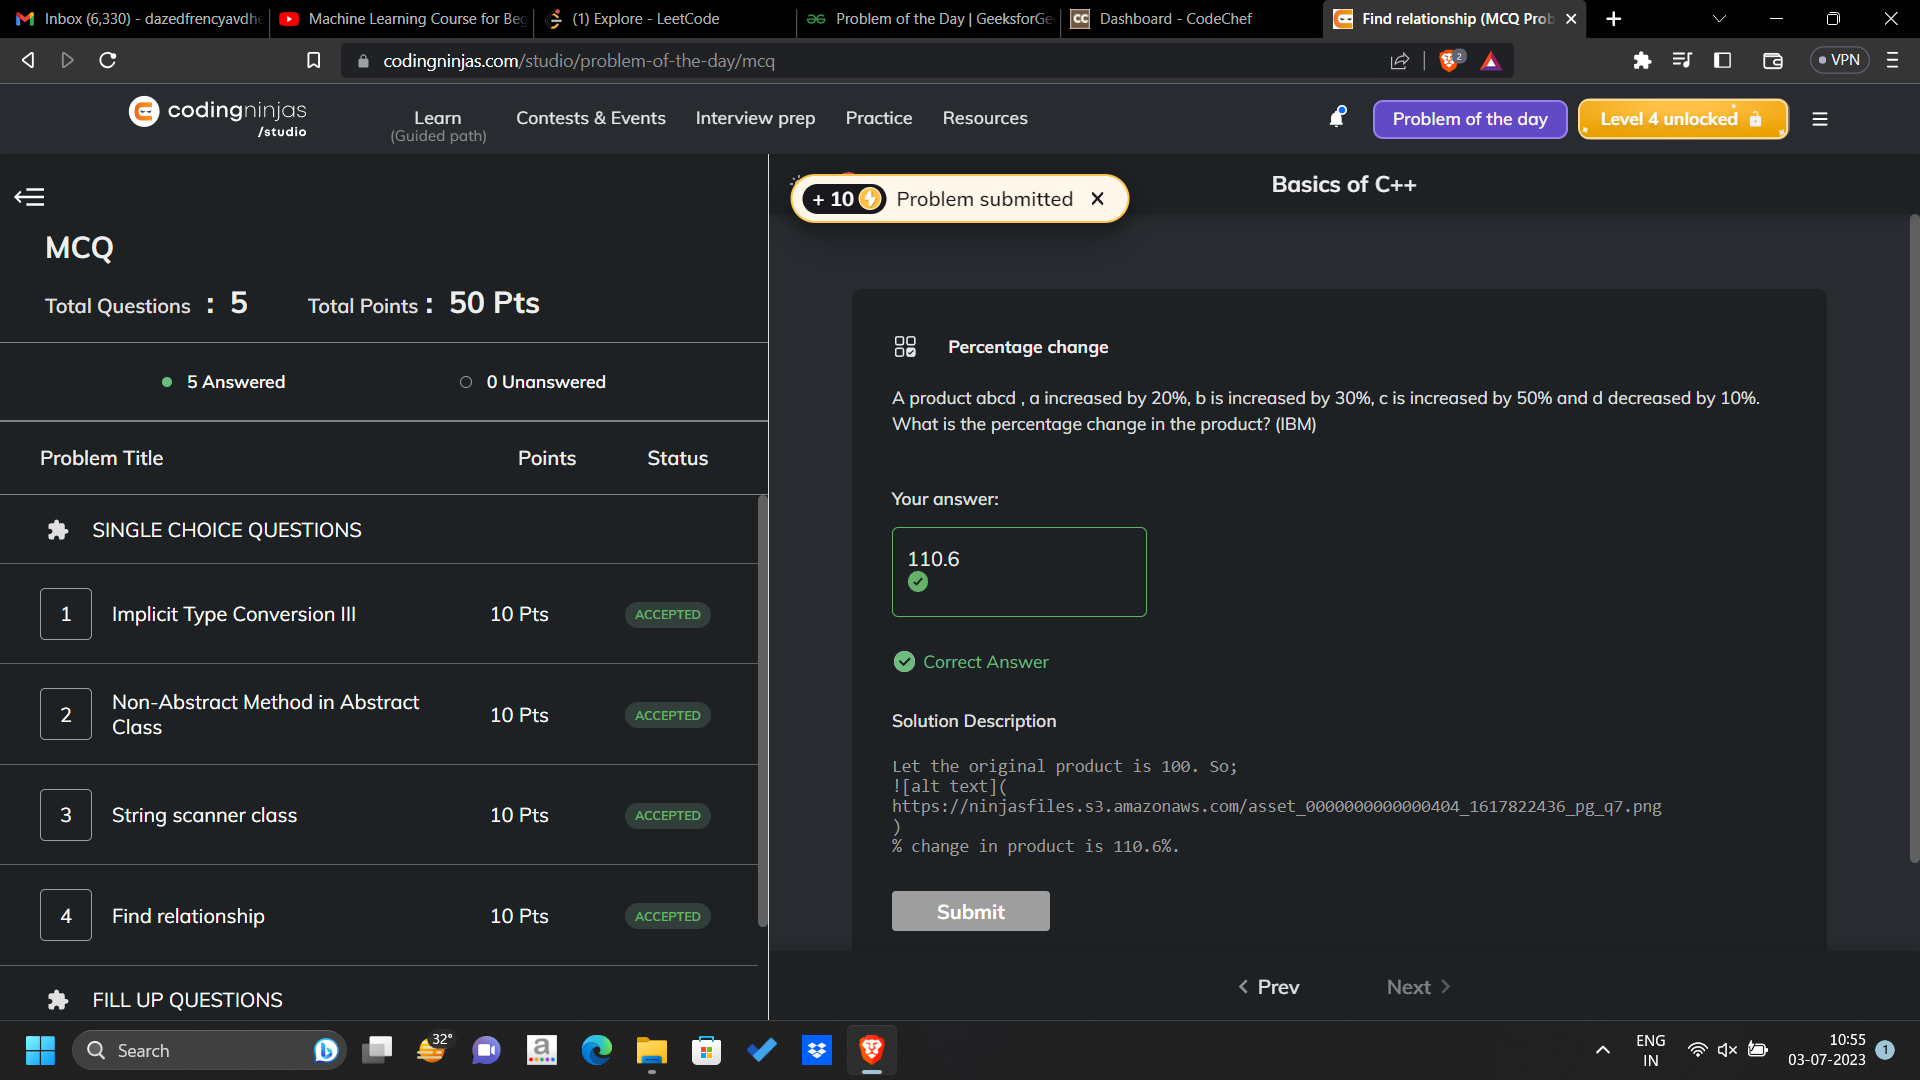 Inbox (6,330) - dazedfrencyavdhe
Machine Learning Course for Beg
(1) Explore - LeetCode
Problem of the Day | GeeksforGe
CC Dashboard - CodeChef
Find relationship (MCQ Prob
codingninjas.com/studio/problem-of-the-day/mcq
2
VPN
codingninjas
/studio
Learn
(Guided path)
Contests & Events
Interview prep
Practice
Resources
Problem of the day
Level 4 unlocked
MCQ
Total Questions : 5
Total Points : 50 Pts
5 Answered
0 Unanswered
Problem Title
Points
Status
SINGLE CHOICE QUESTIONS
1
Implicit Type Conversion III
10 Pts
ACCEPTED
2
Non-Abstract Method in Abstract
Class
10 Pts
ACCEPTED
3
String scanner class
10 Pts
ACCEPTED
4
Find relationship
10 Pts
ACCEPTED
FILL UP QUESTIONS
+ 10 Problem submitted
Basics of C++
Percentage change
A product abcd , a increased by 20%, b is increased by 30%, c is increased by 50% and d decreased by 10%.
What is the percentage change in the product? (IBM)
Your answer:
110.6
Correct Answer
Solution Description
Let the original product is 100. So;
![alt text](
https://ninjasfiles.s3.amazonaws.com/asset_0000000000000404_1617822436_pg_q7.png
)
% change in product is 110.6%.
Submit
Prev
Next
Search
32°
a
ENG
IN
10:55
03-07-2023
1